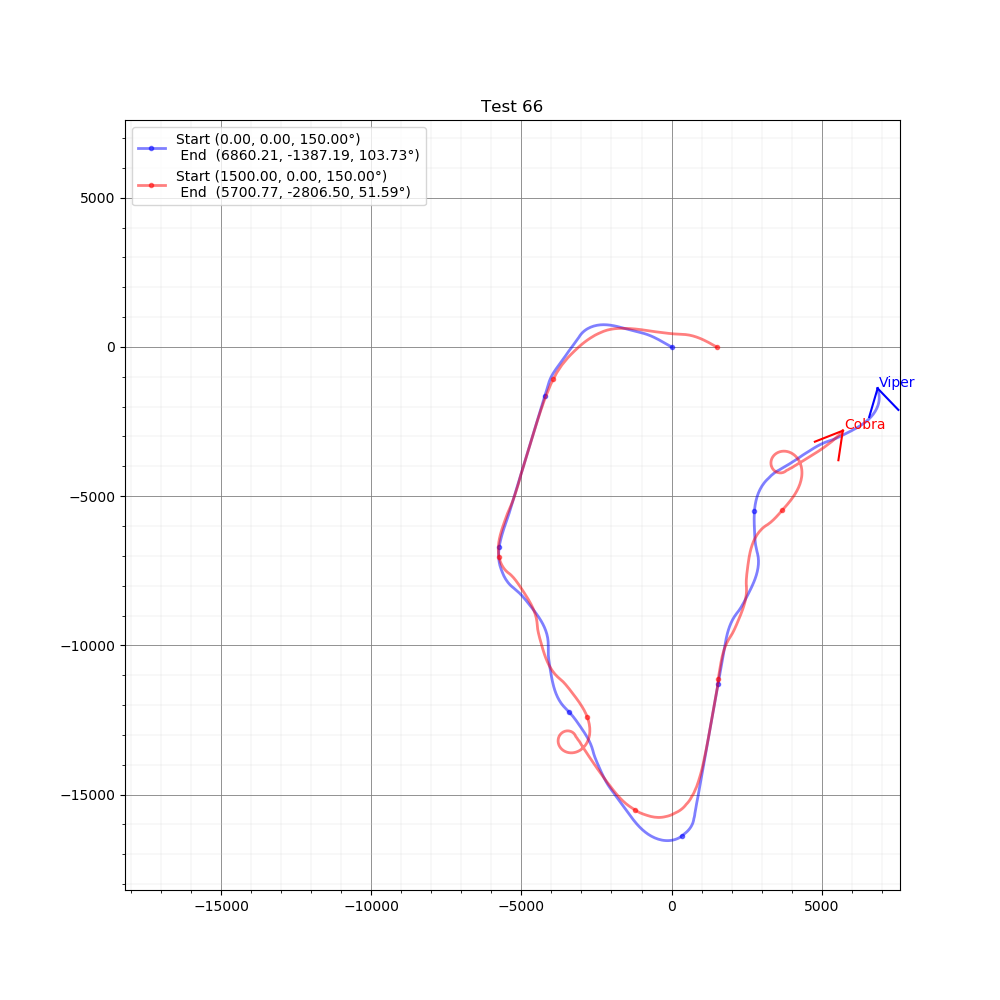 Test 66
Start (0.00, 0.00, 150.00°)
End  (6860.21, -1387.19, 103.73°)
Start (1500.00, 0.00, 150.00°)
End  (5700.77, -2806.50, 51.59°)
5000
0
−5000
−10000
−15000
Viper
Cobra
−15000
−10000
−5000
0
5000